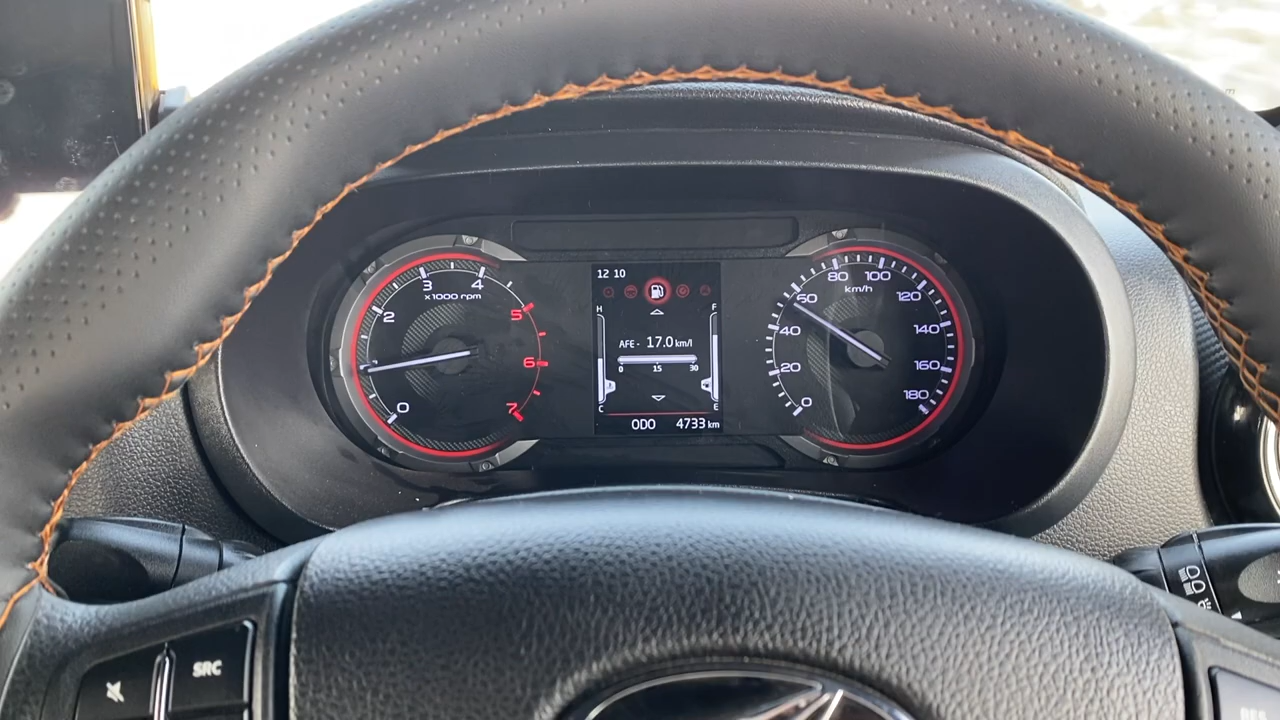 12 10
3 4
x1000 rpm
2
5
6
0
7
H F
AFE - 17.0 km/l
0 15 30
C E
ODO 4733 km
80 100
km/h
60 120
40 140
20 160
0 180
SRC